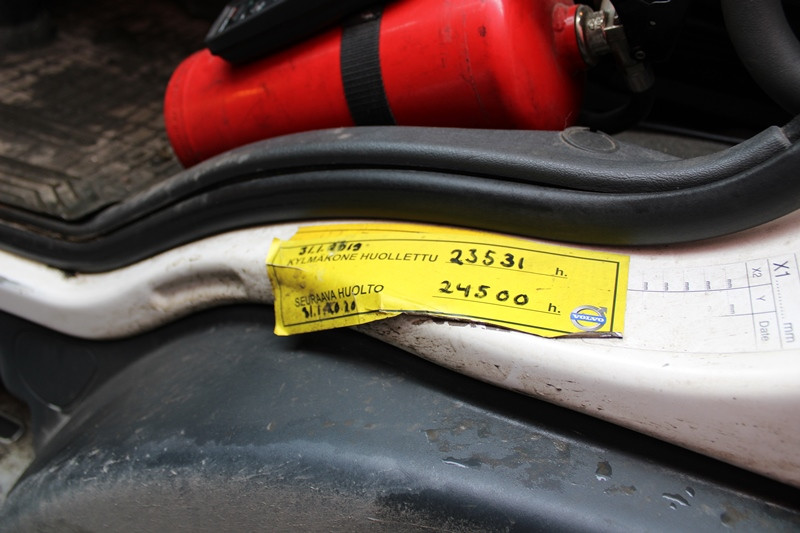 31.1.2019
KYLMÄKONE HUOLLETTU 23531 h.
SEURAAVA HUOLTO 24500 h.
31.1.2020
VOLVO
X1 ........ mm
X2 Y Date